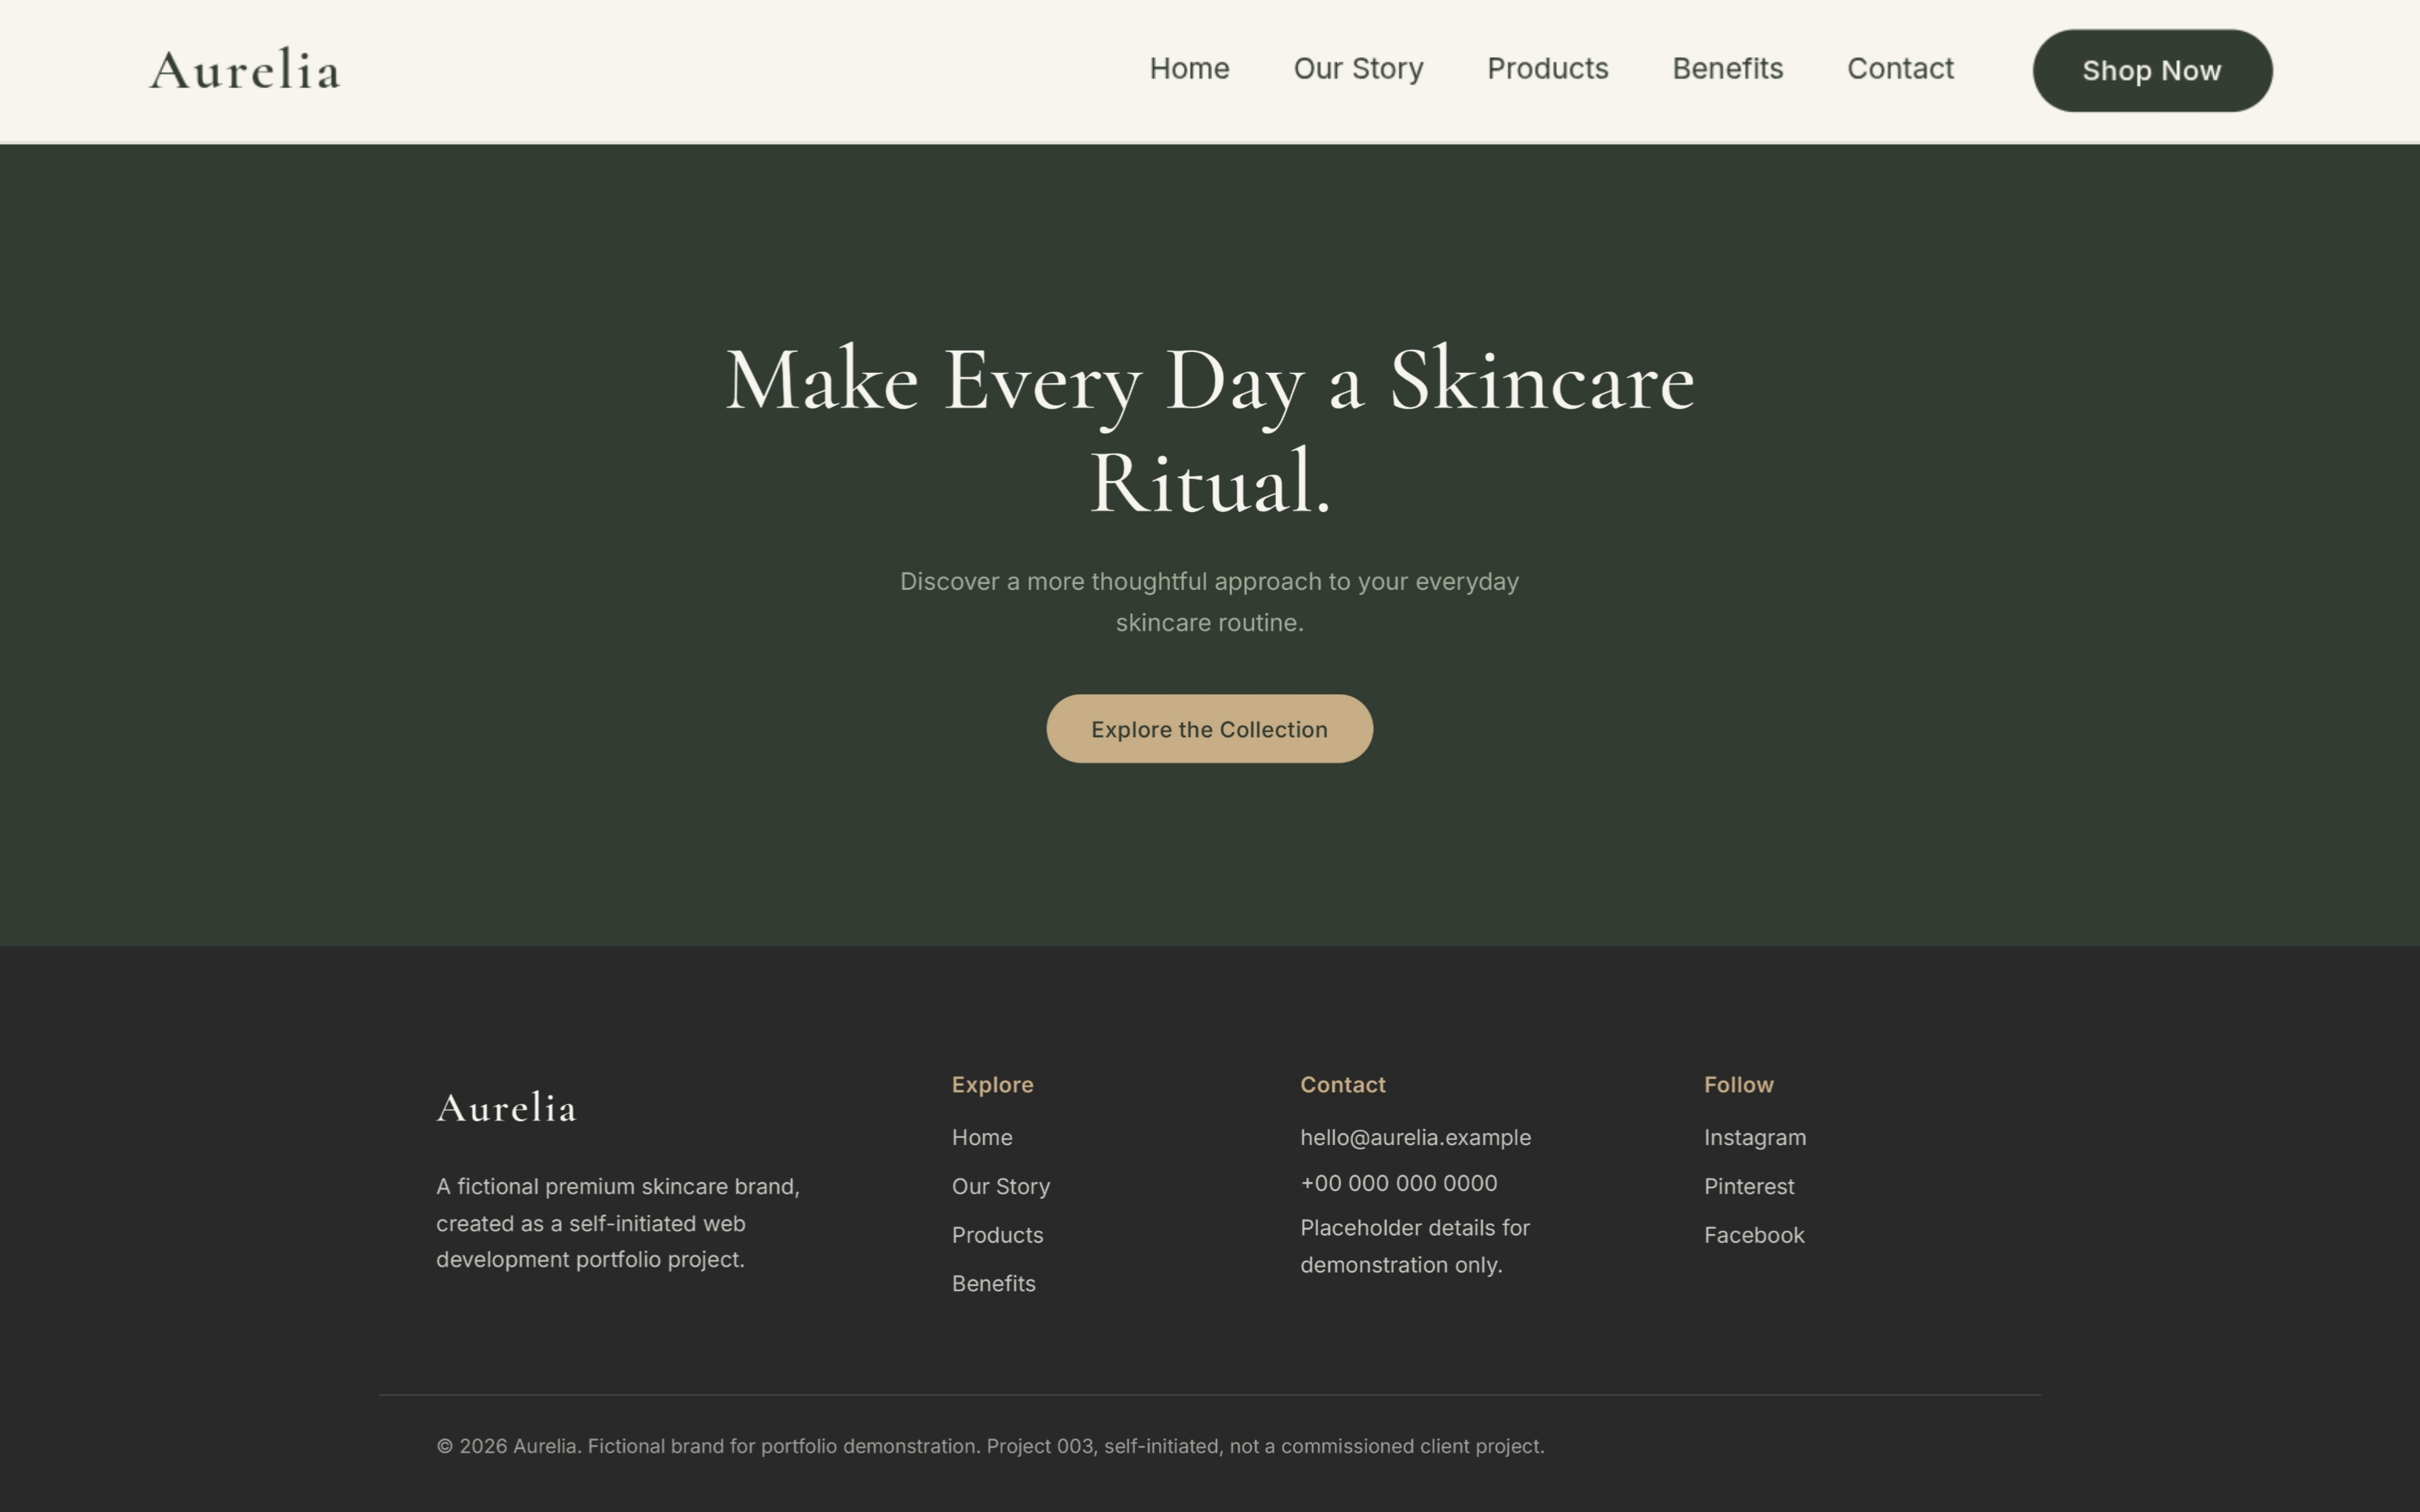 Aurelia
Home Our Story Products Benefits Contact Shop Now
Make Every Day a Skincare
Ritual.
Discover a more thoughtful approach to your everyday
skincare routine.
Explore the Collection
Aurelia
A fictional premium skincare brand,
created as a self-initiated web
development portfolio project.
Explore
Home
Our Story
Products
Benefits
Contact
hello@aurelia.example
+00 000 000 0000
Placeholder details for
demonstration only.
Follow
Instagram
Pinterest
Facebook
© 2026 Aurelia. Fictional brand for portfolio demonstration. Project 003, self-initiated, not a commissioned client project.